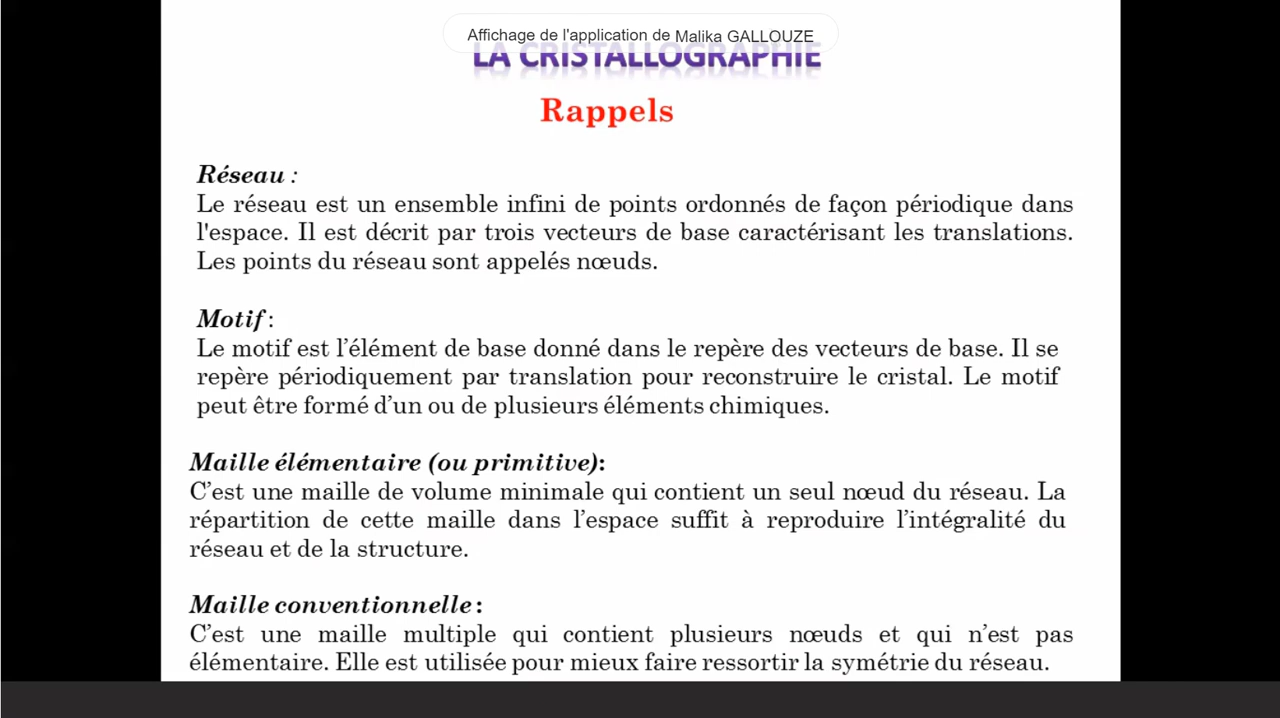 Affichage de l'application de Malika GALLOUZE
LA CRISTALLOGRAPHIE
Rappels
Réseau :
Le réseau est un ensemble infini de points ordonnés de façon périodique dans
l'espace. Il est décrit par trois vecteurs de base caractérisant les translations.
Les points du réseau sont appelés nœuds.
Motif :
Le motif est l’élément de base donné dans le repère des vecteurs de base. Il se
repère périodiquement par translation pour reconstruire le cristal. Le motif
peut être formé d’un ou de plusieurs éléments chimiques.
Maille élémentaire (ou primitive):
C’est une maille de volume minimale qui contient un seul nœud du réseau. La
répartition de cette maille dans l’espace suffit à reproduire l’intégralité du
réseau et de la structure.
Maille conventionnelle :
C’est une maille multiple qui contient plusieurs nœuds et qui n’est pas
élémentaire. Elle est utilisée pour mieux faire ressortir la symétrie du réseau.